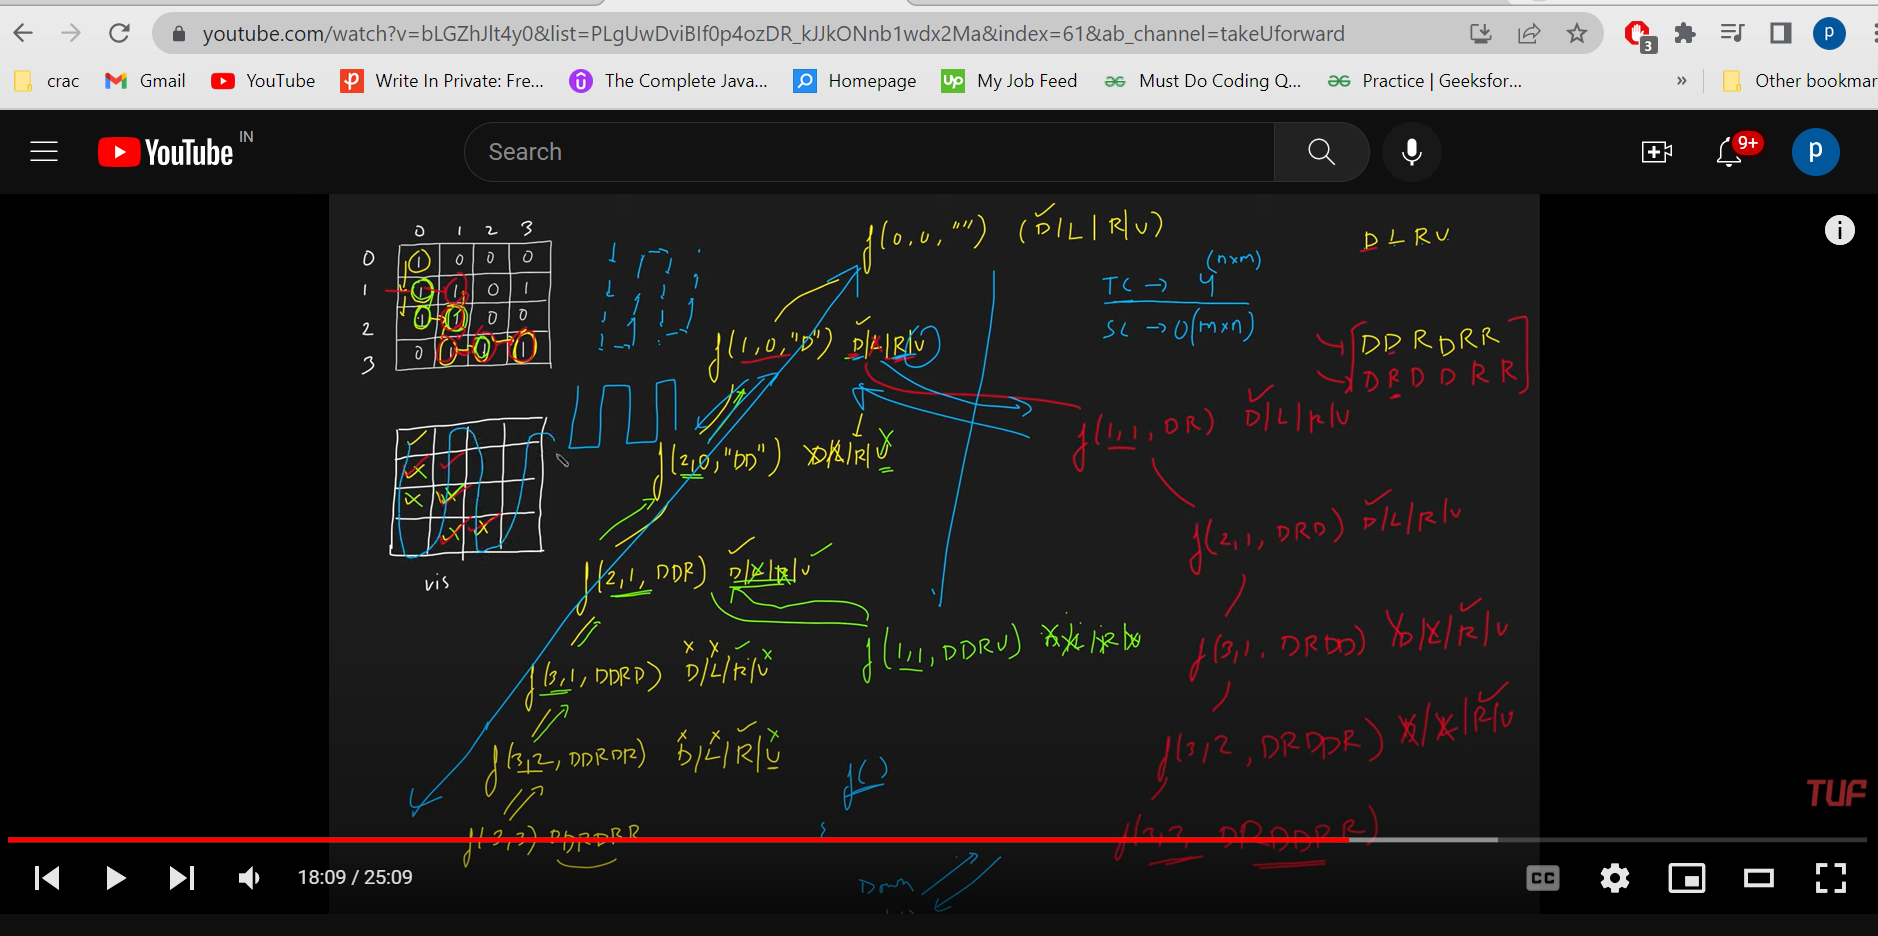 youtube.com/watch?v=bLGZhJlt4y0&list=PLgUwDviBIf0p4ozDR_kJJkONnb1wdx2Ma&index=61&ab_channel=takeUforward
3
p
crac
Gmail
YouTube
Write In Private: Fre...
The Complete Java...
Homepage
up
My Job Feed
Must Do Coding Q...
Practice | Geeksfor...
»
Other bookmar
YouTube IN
Search
9+
p
0 1 2 3
0 1 0 0 0
1 1 1 0 1
2 1 1 0 0
3 0 1 1 1
vis
f(0,0,"") (D/L|R|U)
D L R U
TC → 4^(n×m)
SC → O(m×n)
DDRDRR
DRDDRR
f(1,0,"D") D/L|R|U
f(1,1,DR) D/L/R/U
f(2,0,"DD") D/L/R/U
f(2,1,DRD) D/L/R/U
f(2,1,DDR) D/L/R/U
f(1,1,DDRU) D/L/R/U
f(3,1,DRDD) D/L/R/U
f(3,1,DDRD) D/L/R/U
f(3,2,DDRDR) D/L/R/U
f(3,2,DRDDR) D/L/R/U
f()
f(3,3) DDRDRR
f(3,3 DRDDRR)
TUF
18:09 / 25:09
CC
Down